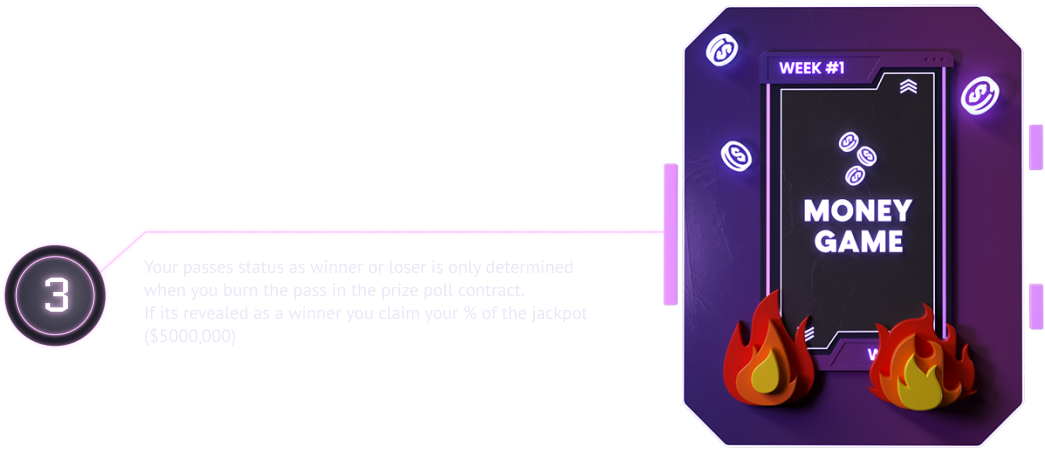 3
Your passes status as winner or loser is only determined
when you burn the pass in the prize poll contract.
If its revealed as a winner you claim your % of the jackpot
($5000,000)
WEEK #1
MONEY
GAME